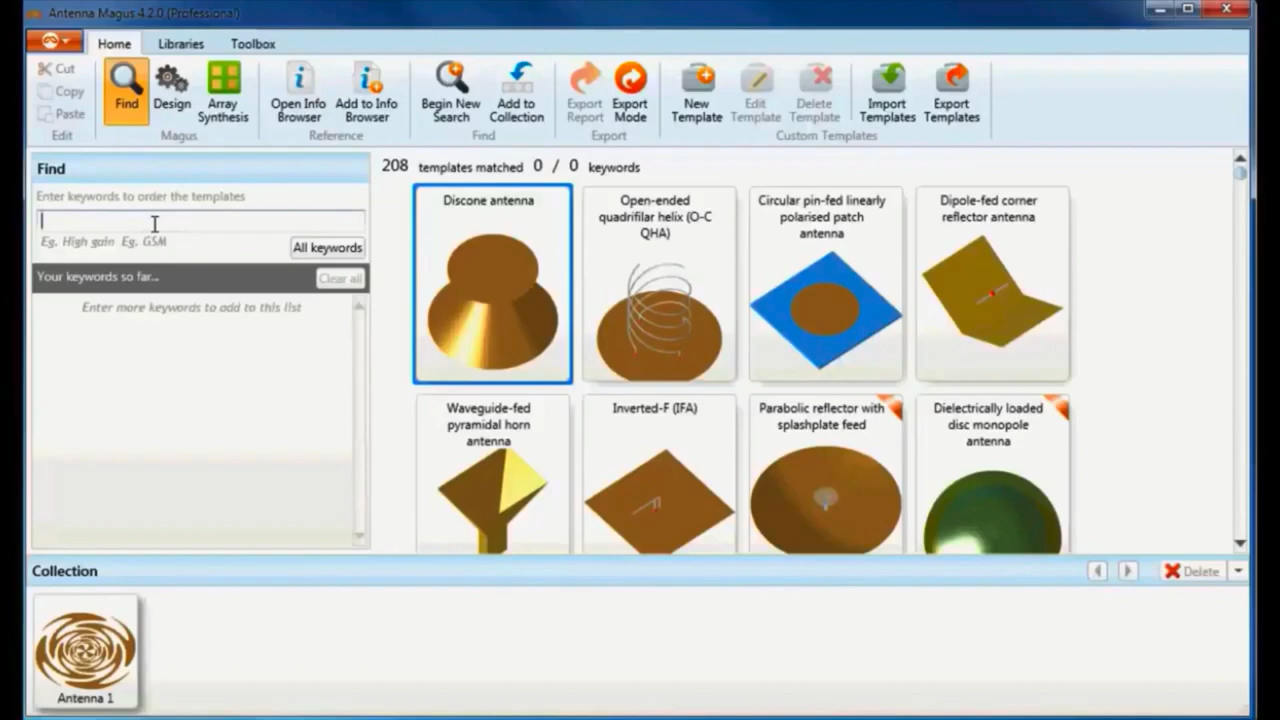 Antenna Magus 4.2.0 (Professional)
Home Libraries Toolbox
Cut
Copy
Paste
Edit
Find
Design
Array
Synthesis
Magus
Open Info
Browser
Add to Info
Browser
Reference
Begin New
Search
Add to
Collection
Find
Export
Report
Export
Mode
Export
New
Template
Edit
Template
Delete
Template
Import
Templates
Export
Templates
Custom Templates
Find
Enter keywords to order the templates
Eg. High gain Eg. GSM
All keywords
Your keywords so far...
Clear all
Enter more keywords to add to this list
208 templates matched 0 / 0 keywords
Discone antenna
Open-ended
quadrifilar helix (O-C
QHA)
Circular pin-fed linearly
polarised patch
antenna
Dipole-fed corner
reflector antenna
Waveguide-fed
pyramidal horn
antenna
Inverted-F (IFA)
Parabolic reflector with
splashplate feed
Dielectrically loaded
disc monopole
antenna
Collection
Delete
Antenna 1